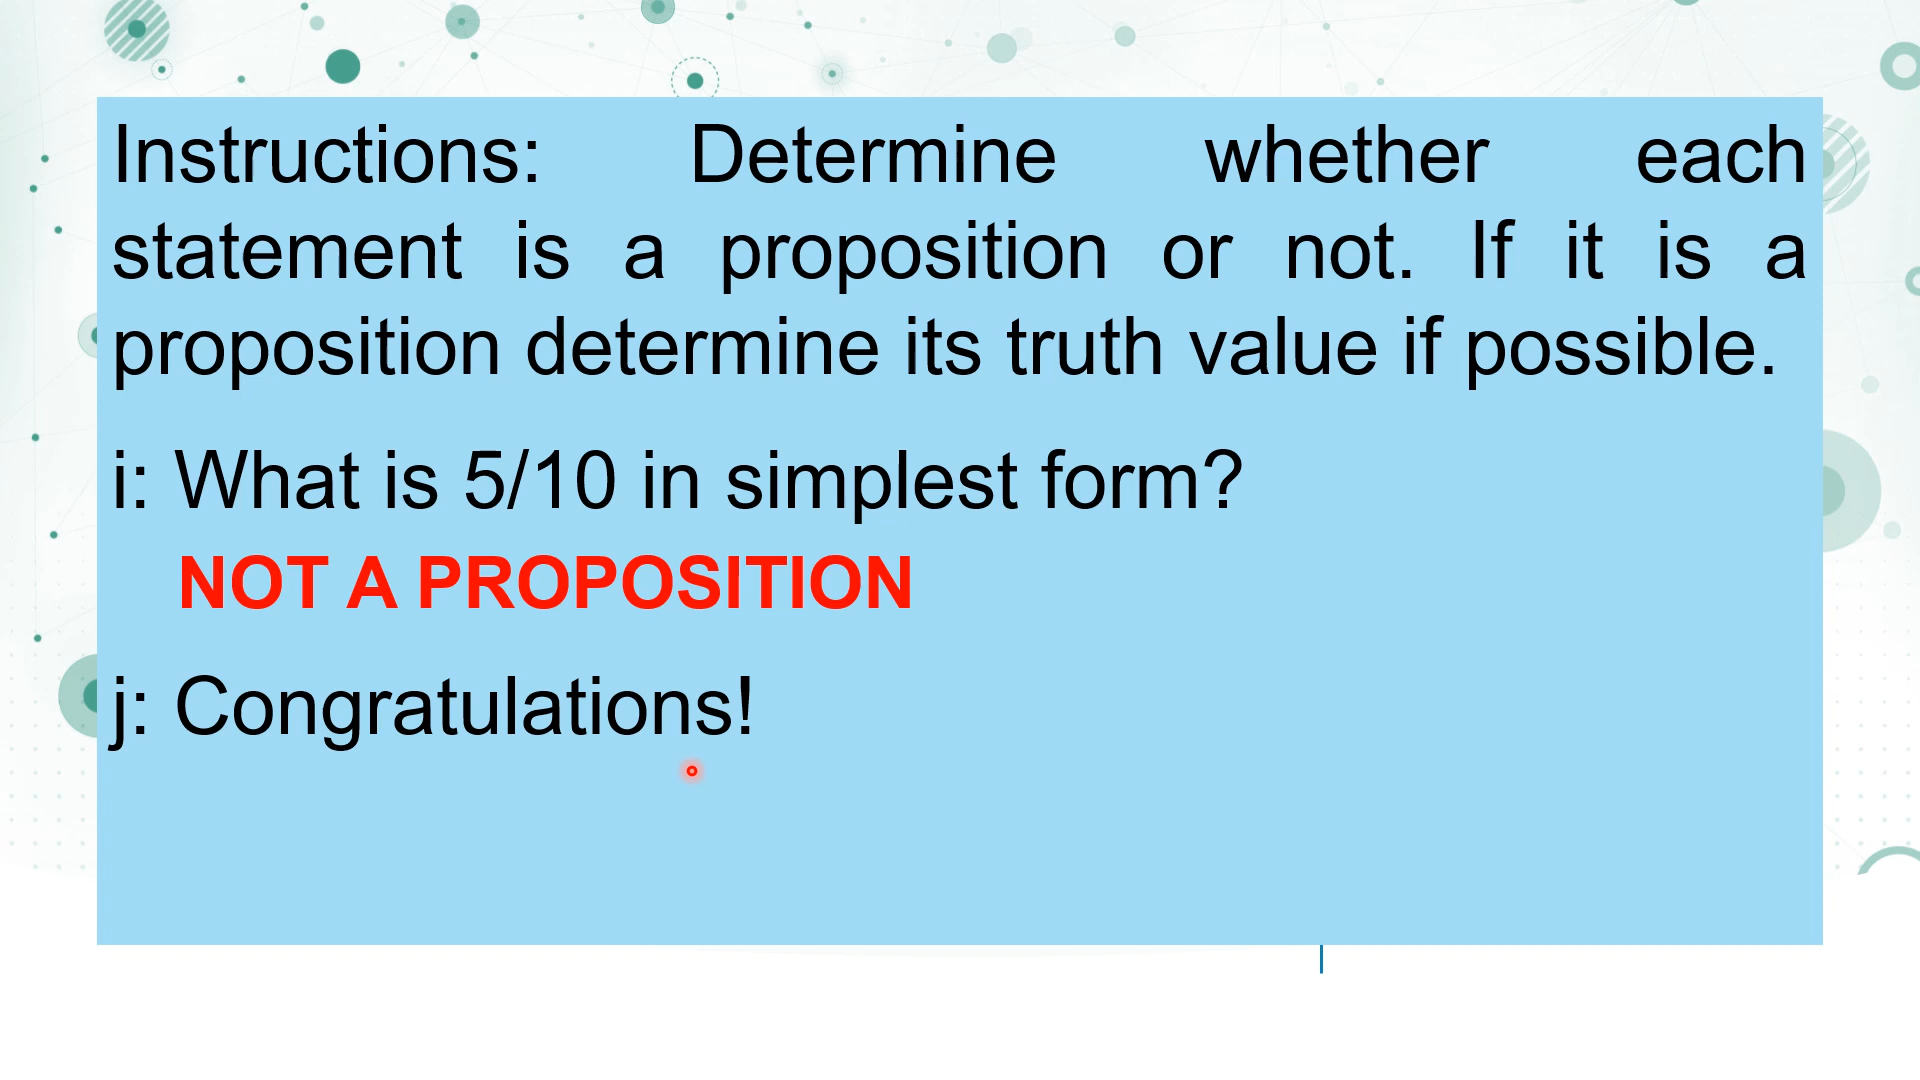 Instructions: Determine whether each
statement is a proposition or not. If it is a
proposition determine its truth value if possible.
i: What is 5/10 in simplest form?
NOT A PROPOSITION
j: Congratulations!